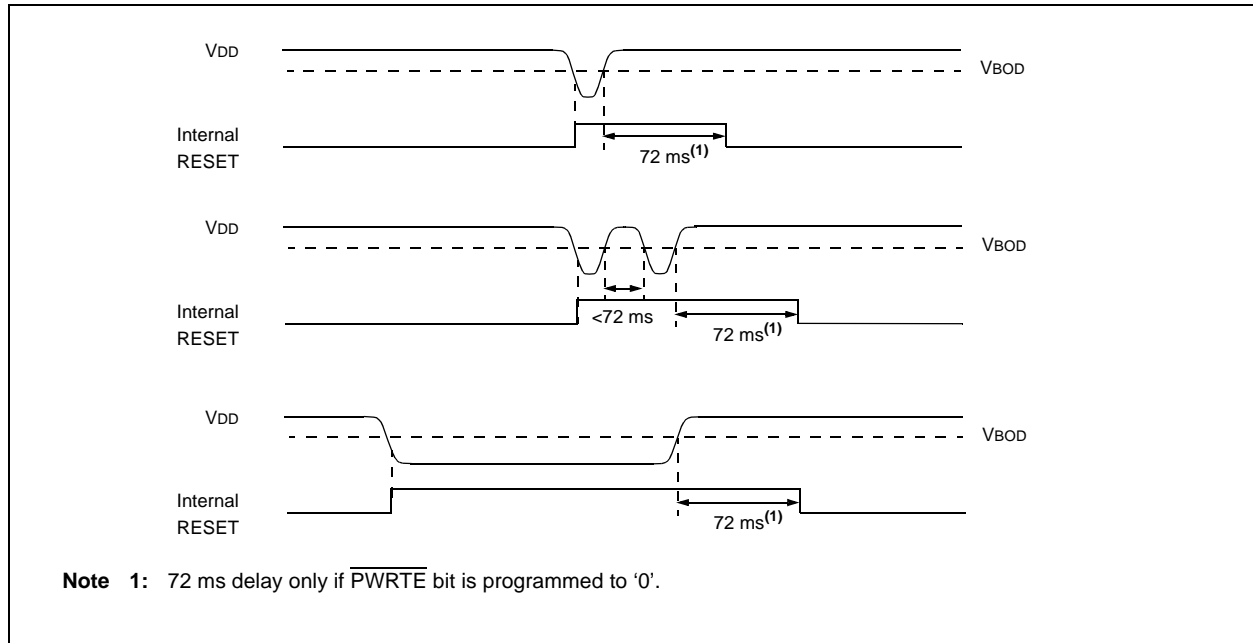 VDD
VBOD
Internal
RESET
72 ms(1)
VDD
VBOD
Internal
RESET
<72 ms
72 ms(1)
VDD
VBOD
Internal
RESET
72 ms(1)
Note 1: 72 ms delay only if PWRTE bit is programmed to ‘0’.